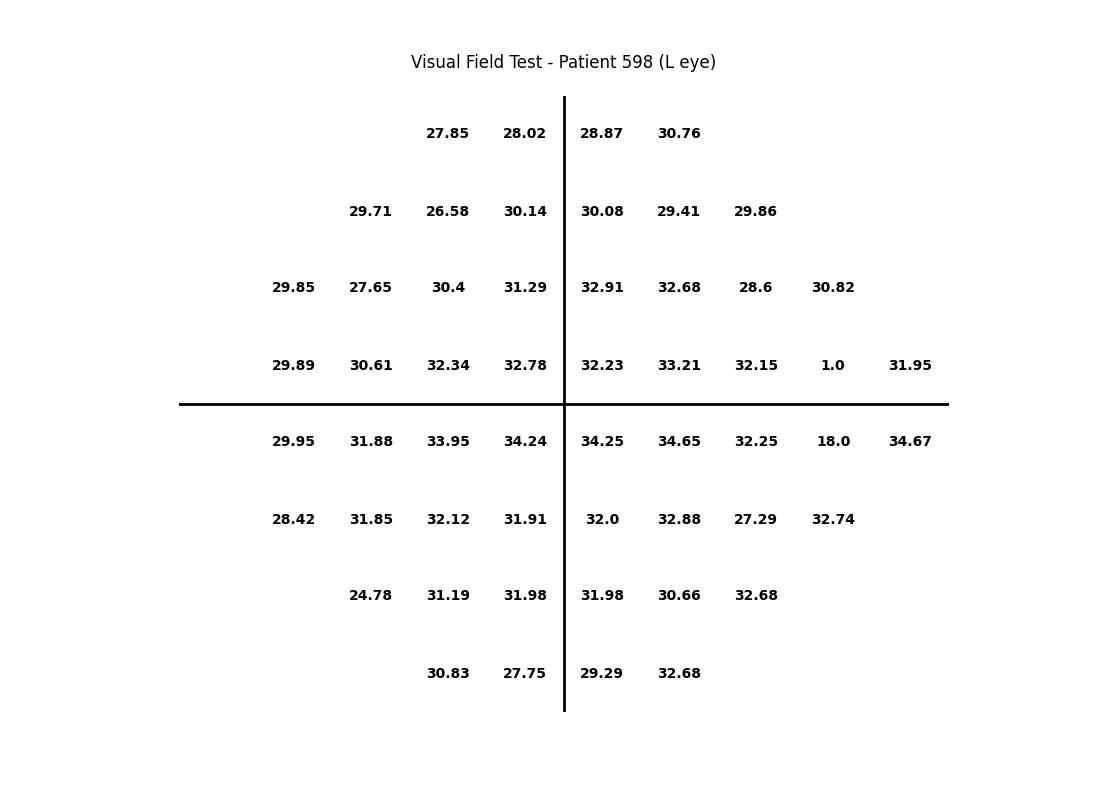 Visual Field Test - Patient 598 (L eye)
27.85 28.02 28.87 30.76
29.71 26.58 30.14 30.08 29.41 29.86
29.85 27.65 30.4 31.29 32.91 32.68 28.6 30.82
29.89 30.61 32.34 32.78 32.23 33.21 32.15 1.0 31.95
29.95 31.88 33.95 34.24 34.25 34.65 32.25 18.0 34.67
28.42 31.85 32.12 31.91 32.0 32.88 27.29 32.74
24.78 31.19 31.98 31.98 30.66 32.68
30.83 27.75 29.29 32.68